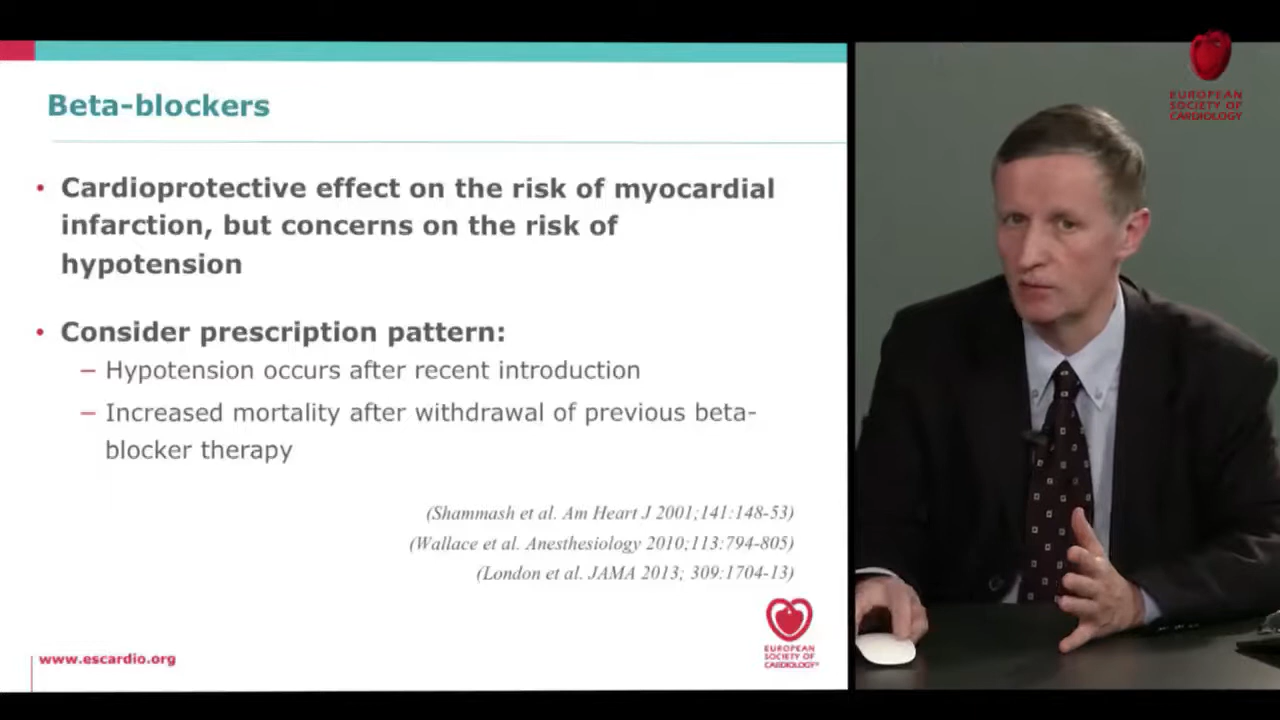 Beta-blockers
• Cardioprotective effect on the risk of myocardial
infarction, but concerns on the risk of
hypotension
• Consider prescription pattern:
– Hypotension occurs after recent introduction
– Increased mortality after withdrawal of previous beta-
blocker therapy
(Shammash et al. Am Heart J 2001;141:148-53)
(Wallace et al. Anesthesiology 2010;113:794-805)
(London et al. JAMA 2013; 309:1704-13)
www.escardio.org
EUROPEAN
SOCIETY OF
CARDIOLOGY®
EUROPEAN
SOCIETY OF
CARDIOLOGY